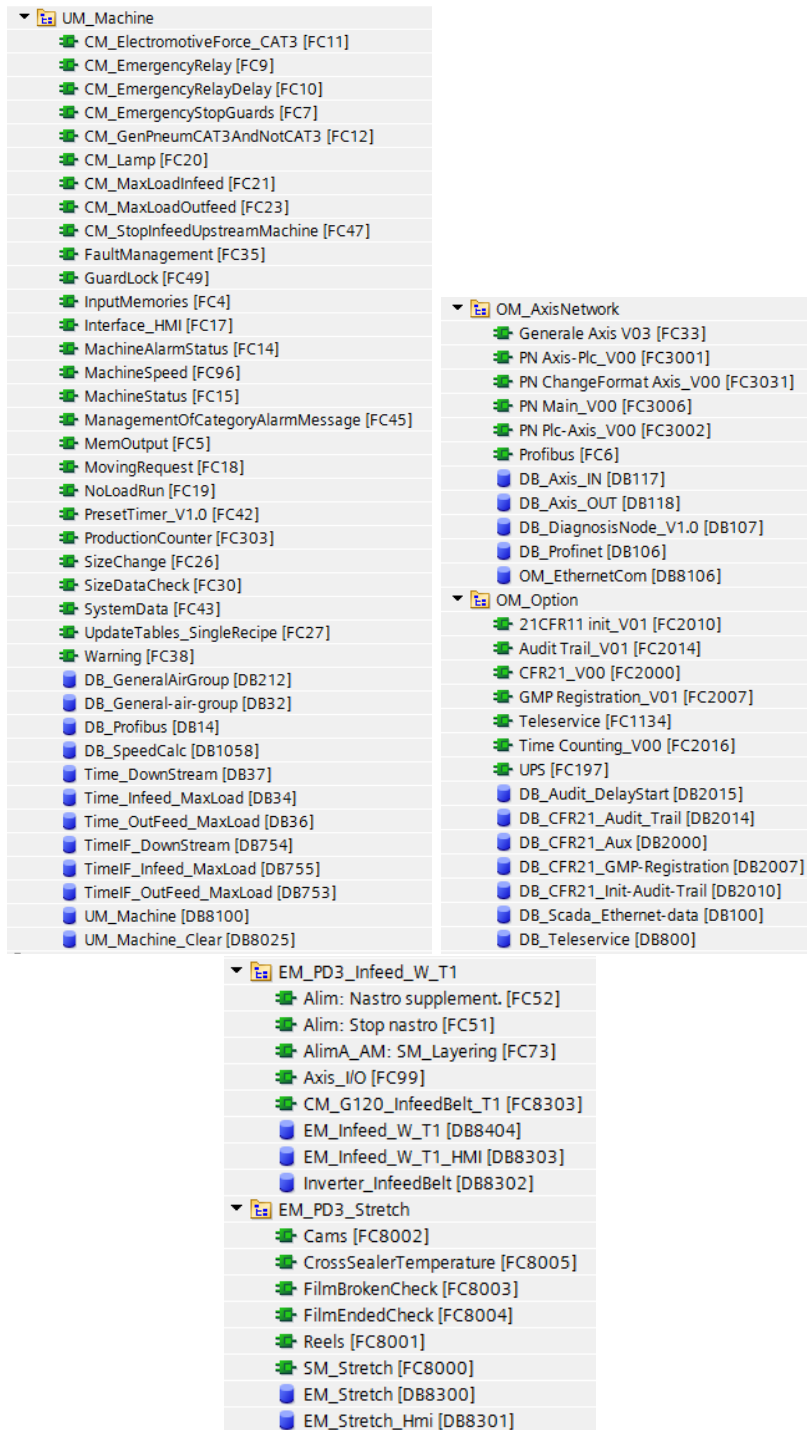 UM_Machine
CM_ElectromotiveForce_CAT3 [FC11]
CM_EmergencyRelay [FC9]
CM_EmergencyRelayDelay [FC10]
CM_EmergencyStopGuards [FC7]
CM_GenPneumCAT3AndNotCAT3 [FC12]
CM_Lamp [FC20]
CM_MaxLoadInfeed [FC21]
CM_MaxLoadOutfeed [FC23]
CM_StopInfeedUpstreamMachine [FC47]
FaultManagement [FC35]
GuardLock [FC49]
InputMemories [FC4]
Interface_HMI [FC17]
MachineAlarmStatus [FC14]
MachineSpeed [FC96]
MachineStatus [FC15]
ManagementOfCategoryAlarmMessage [FC45]
MemOutput [FC5]
MovingRequest [FC18]
NoLoadRun [FC19]
PresetTimer_V1.0 [FC42]
ProductionCounter [FC303]
SizeChange [FC26]
SizeDataCheck [FC30]
SystemData [FC43]
UpdateTables_SingleRecipe [FC27]
Warning [FC38]
DB_GeneralAirGroup [DB212]
DB_General-air-group [DB32]
DB_Profibus [DB14]
DB_SpeedCalc [DB1058]
Time_DownStream [DB37]
Time_Infeed_MaxLoad [DB34]
Time_OutFeed_MaxLoad [DB36]
TimeIF_DownStream [DB754]
TimeIF_Infeed_MaxLoad [DB755]
TimeIF_OutFeed_MaxLoad [DB753]
UM_Machine [DB8100]
UM_Machine_Clear [DB8025]
OM_AxisNetwork
Generale Axis V03 [FC33]
PN Axis-Plc_V00 [FC3001]
PN ChangeFormat Axis_V00 [FC3031]
PN Main_V00 [FC3006]
PN Plc-Axis_V00 [FC3002]
Profibus [FC6]
DB_Axis_IN [DB117]
DB_Axis_OUT [DB118]
DB_DiagnosisNode_V1.0 [DB107]
DB_Profinet [DB106]
OM_EthernetCom [DB8106]
OM_Option
21CFR11 init_V01 [FC2010]
Audit Trail_V01 [FC2014]
CFR21_V00 [FC2000]
GMP Registration_V01 [FC2007]
Teleservice [FC1134]
Time Counting_V00 [FC2016]
UPS [FC197]
DB_Audit_DelayStart [DB2015]
DB_CFR21_Audit_Trail [DB2014]
DB_CFR21_Aux [DB2000]
DB_CFR21_GMP-Registration [DB2007]
DB_CFR21_Init-Audit-Trail [DB2010]
DB_Scada_Ethernet-data [DB100]
DB_Teleservice [DB800]
EM_PD3_Infeed_W_T1
Alim: Nastro supplement. [FC52]
Alim: Stop nastro [FC51]
AlimA_AM: SM_Layering [FC73]
Axis_I/O [FC99]
CM_G120_InfeedBelt_T1 [FC8303]
EM_Infeed_W_T1 [DB8404]
EM_Infeed_W_T1_HMI [DB8303]
Inverter_InfeedBelt [DB8302]
EM_PD3_Stretch
Cams [FC8002]
CrossSealerTemperature [FC8005]
FilmBrokenCheck [FC8003]
FilmEndedCheck [FC8004]
Reels [FC8001]
SM_Stretch [FC8000]
EM_Stretch [DB8300]
EM_Stretch_Hmi [DB8301]